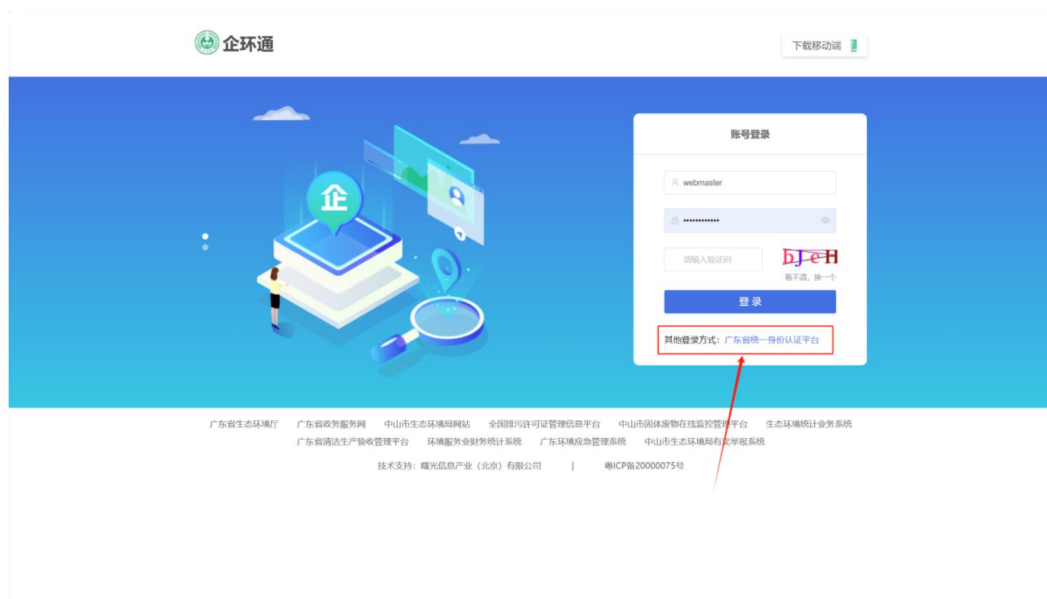 企环通
下载移动端
账号登录
webmaster
企
请输入验证码
bJeH
看不清，换一个
登录
其他登录方式：广东省统一身份认证平台
广东省生态环境厅 广东省政务服务网 中山市生态环境局网站 全国排污许可证管理信息平台 中山市固体废物在线监控管理平台 生态环境统计业务系统
广东省清洁生产验收管理平台 环境服务业财务统计系统 广东环境应急管理系统 中山市生态环境局有奖举报系统
技术支持：曙光信息产业（北京）有限公司 | 粤ICP备20000075号